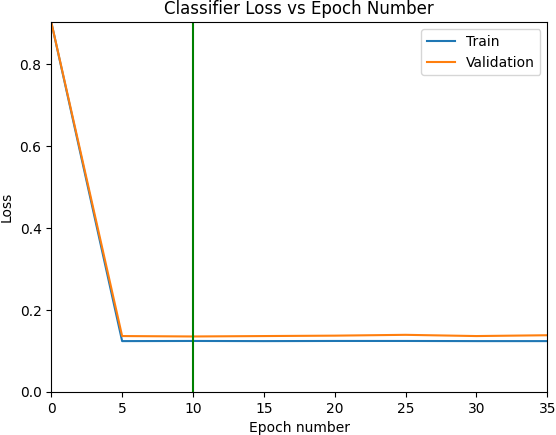 Classifier Loss vs Epoch Number
Train
Validation
Loss
0.8
0.6
0.4
0.2
0.0
0 5 10 15 20 25 30 35
Epoch number